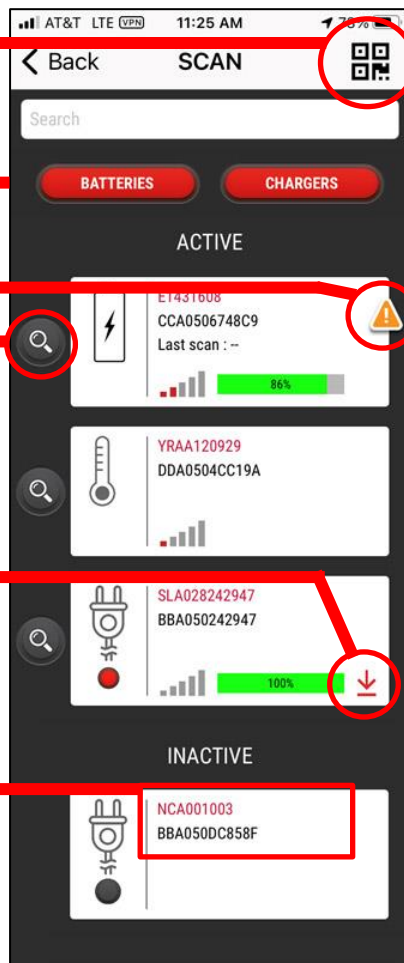 AT&T LTE VPN 11:25 AM
Back SCAN
Search
BATTERIES CHARGERS
ACTIVE
ET431608
CCA0506748C9
Last scan : --
86%
YRAA120929
DDA0504CC19A
SLA028242947
BBA050242947
100%
INACTIVE
NCA001003
BBA050DC858F